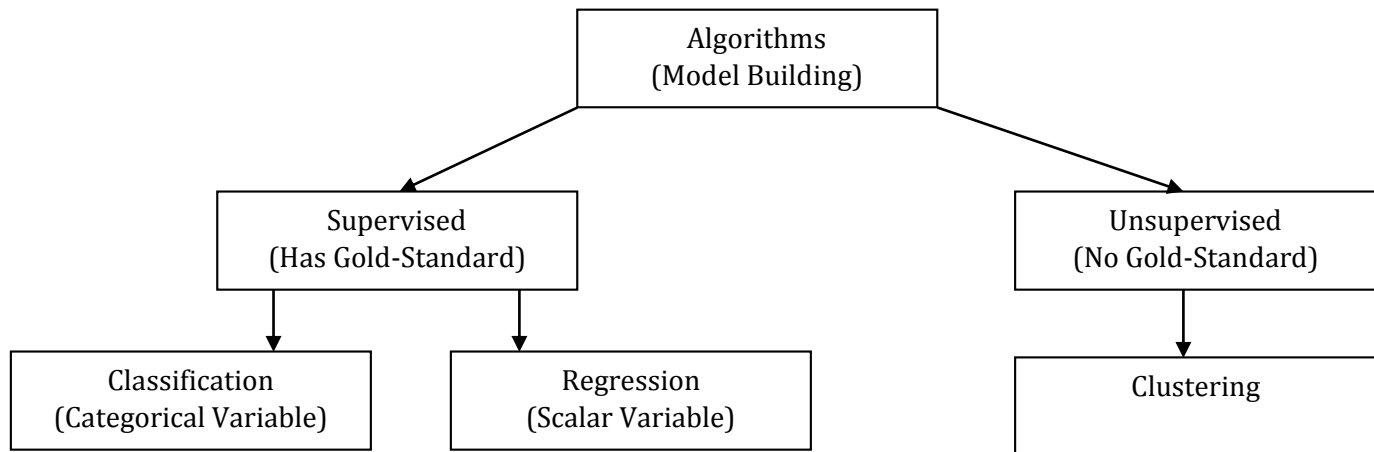 Algorithms
(Model Building)
Supervised
(Has Gold-Standard)
Unsupervised
(No Gold-Standard)
Classification
(Categorical Variable)
Regression
(Scalar Variable)
Clustering